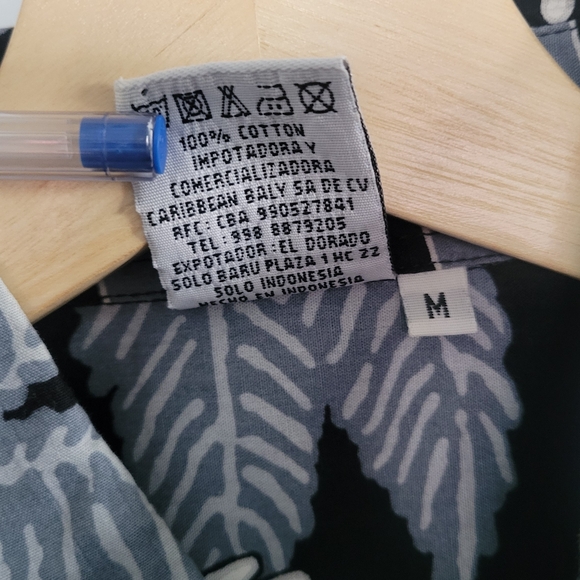 100% COTTON
IMPOTADORA Y
COMERCIALIZADORA
CARIBBEAN BALY SA DE CV
RFC: CBA 990527841
TEL: 998 8879205
EXPOTADOR :EL DORADO
SOLO BARU PLAZA 1 HC 22
SOLO INDONESIA
HECHO EN INDONESIA
M